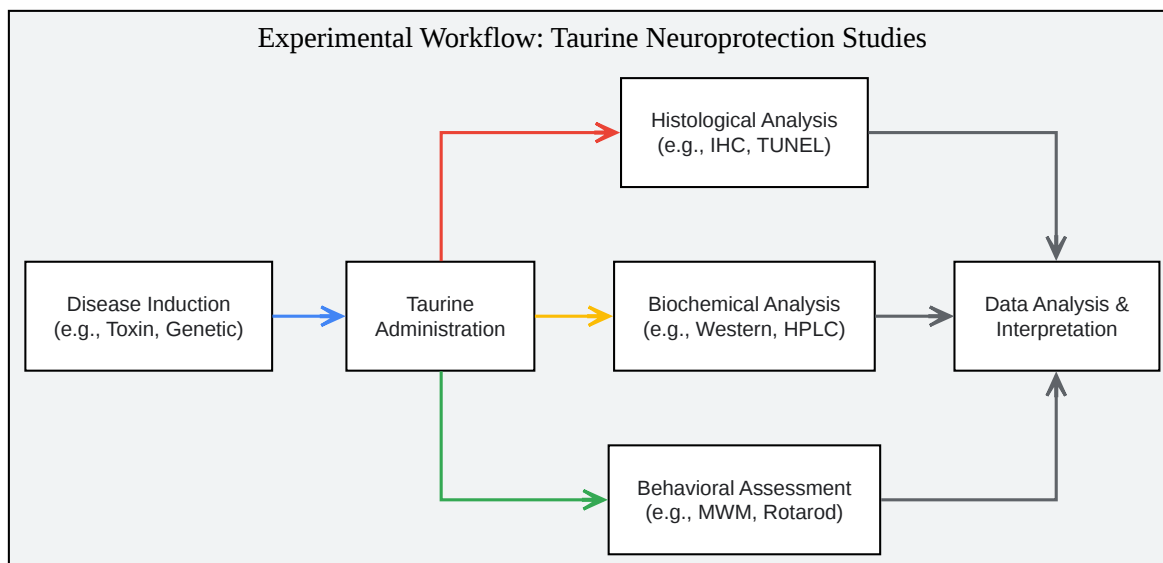 Experimental Workflow: Taurine Neuroprotection Studies
Histological Analysis
(e.g., IHC, TUNEL)
Disease Induction
(e.g., Toxin, Genetic)
Taurine
Administration
Biochemical Analysis
(e.g., Western, HPLC)
Data Analysis &
Interpretation
Behavioral Assessment
(e.g., MWM, Rotarod)